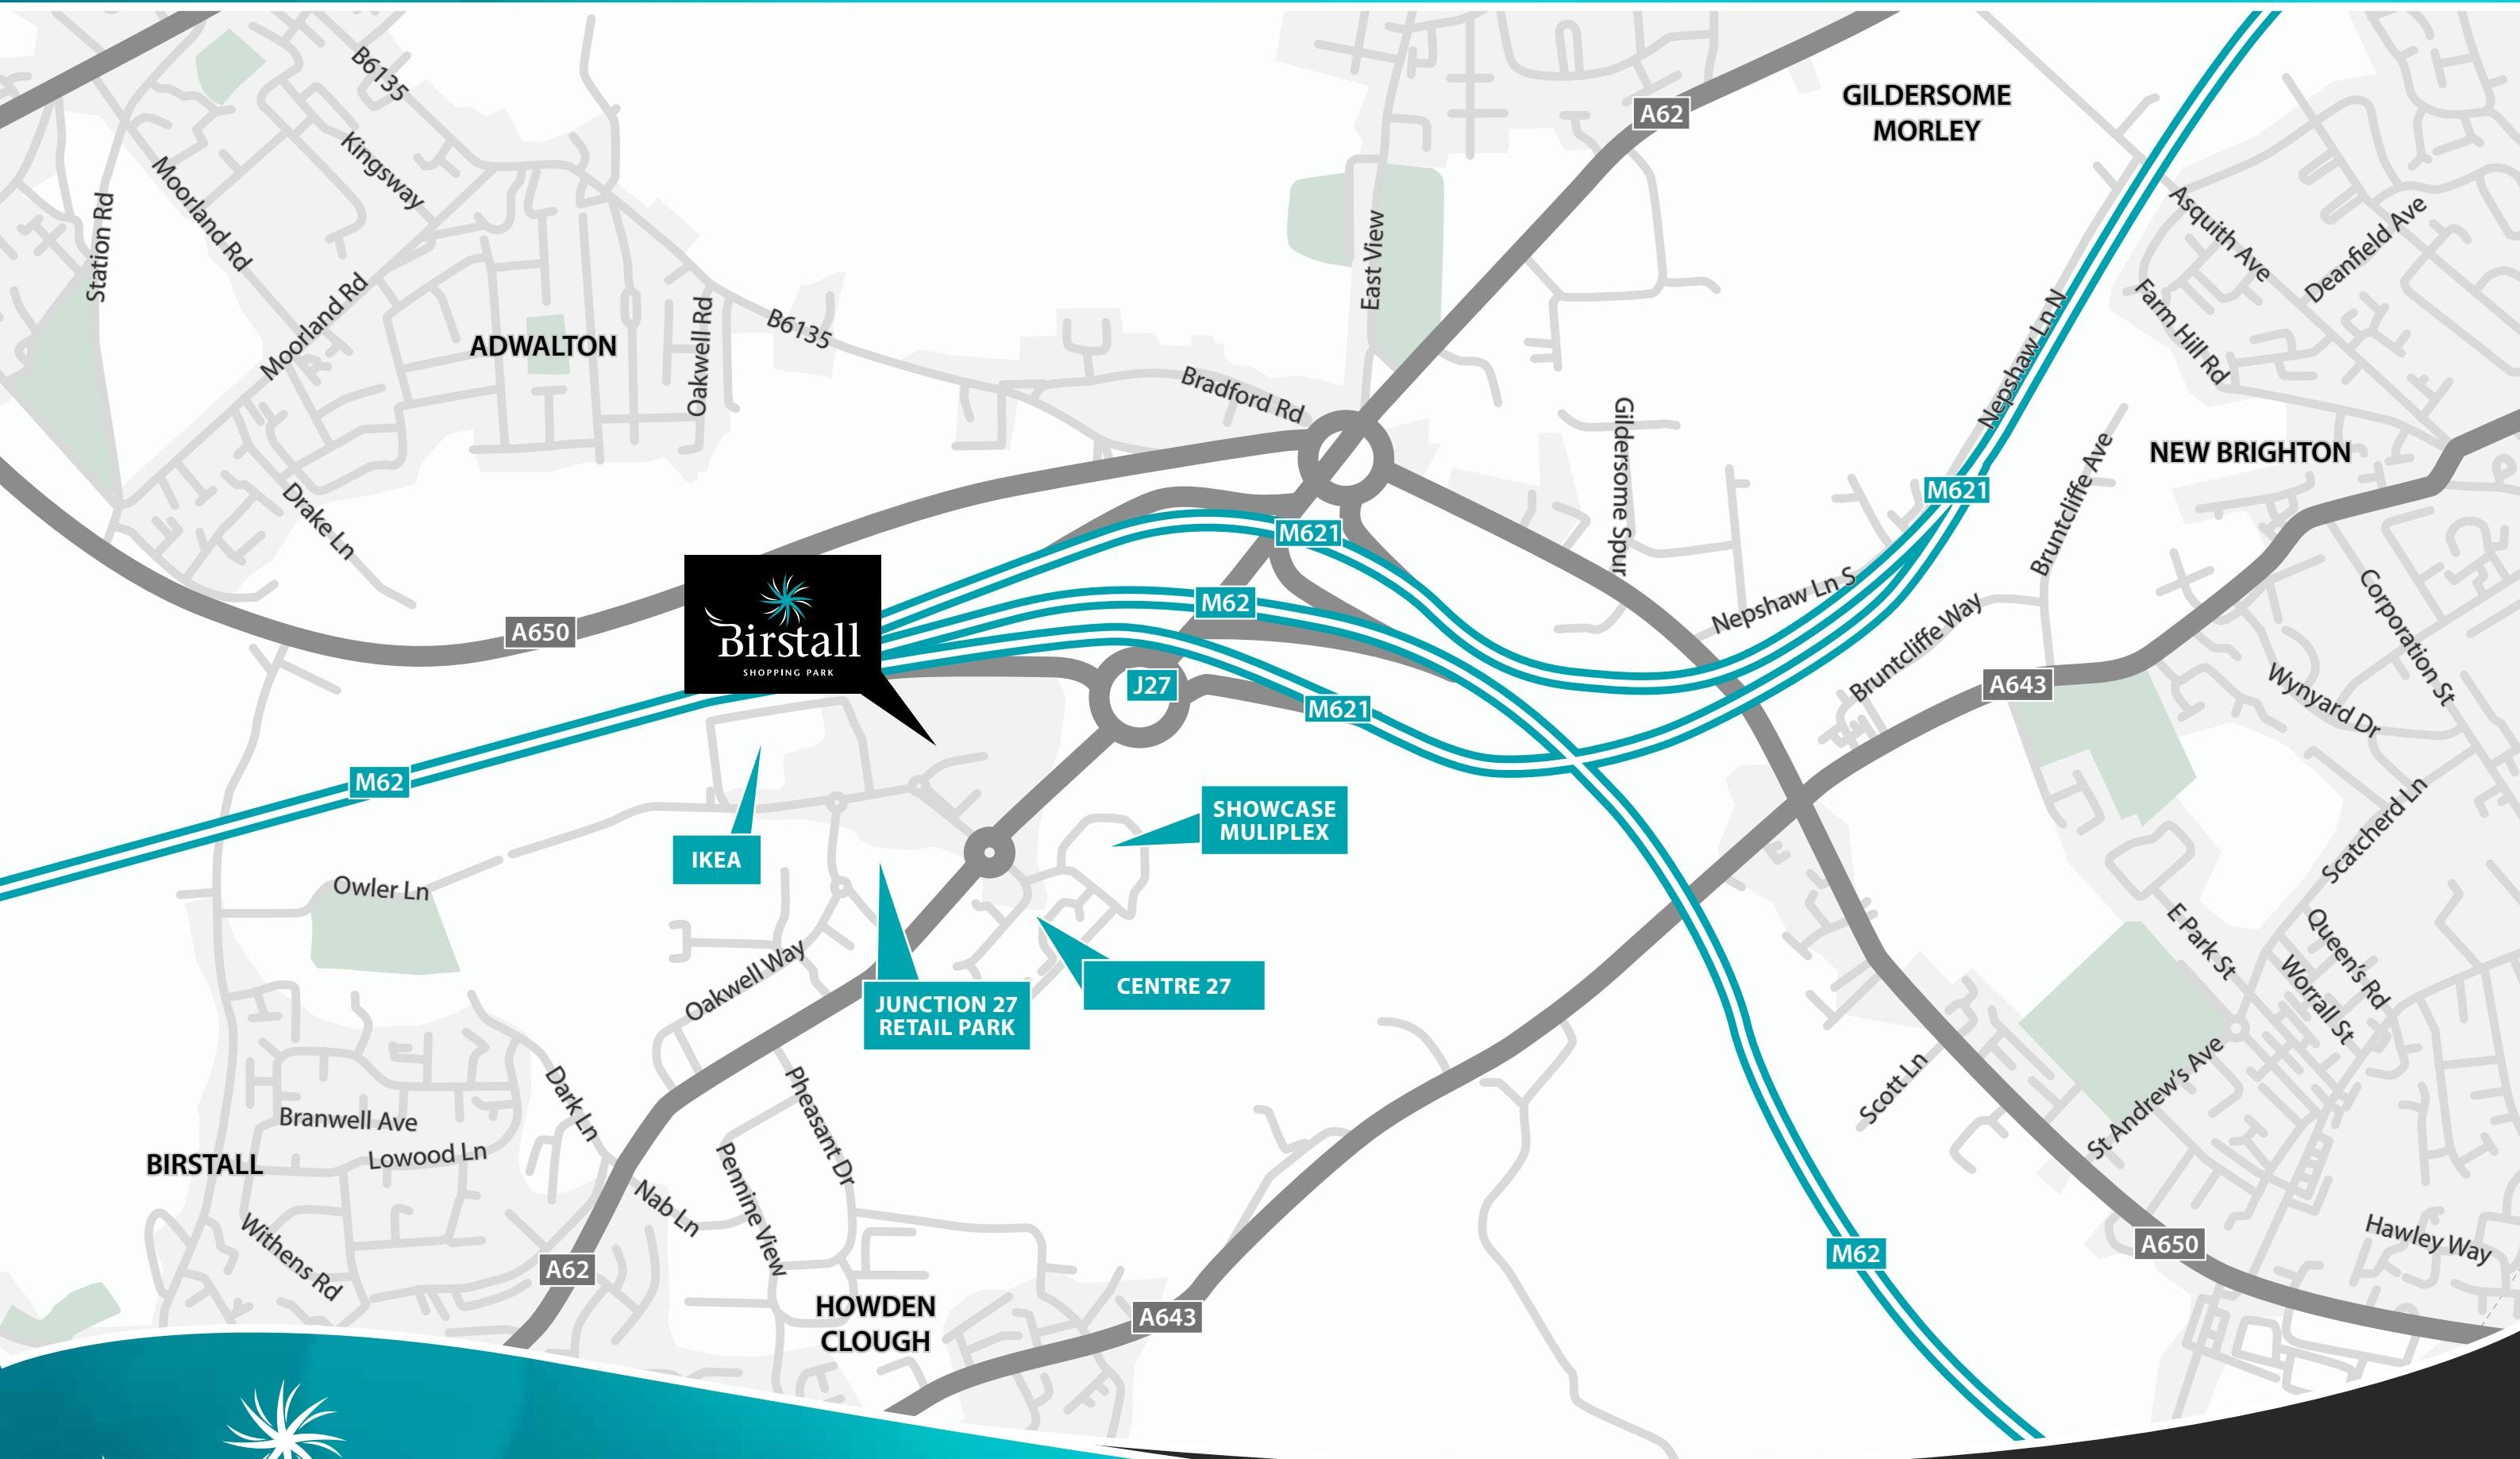 B6135
A62
GILDERSOME
MORLEY
Kingsway
Moorland Rd
Station Rd
Asquith Ave
Deanfield Ave
East View
Moorland Rd
ADWALTON
Oakwell Rd
B6135
Farm Hill Rd
Nepshaw Ln N
Bradford Rd
Gildersome Spur
NEW BRIGHTON
M621
Bruntcliffe Ave
Drake Ln
M621
A650
Birstall
SHOPPING PARK
M62
Nepshaw Ln S
Bruntcliffe Way
Corporation St
J27
M621
A643
Wynyard Dr
M62
SHOWCASE
MULIPLEX
IKEA
Scatcherd Ln
Owler Ln
E Park St
Queen's Rd
Worrall St
Oakwell Way
CENTRE 27
JUNCTION 27
RETAIL PARK
Dark Ln
Pheasant Dr
Scott Ln
St Andrew's Ave
Branwell Ave
Lowood Ln
BIRSTALL
Pennine View
Nab Ln
Withens Rd
A62
M62
A650
Hawley Way
HOWDEN
CLOUGH
A643